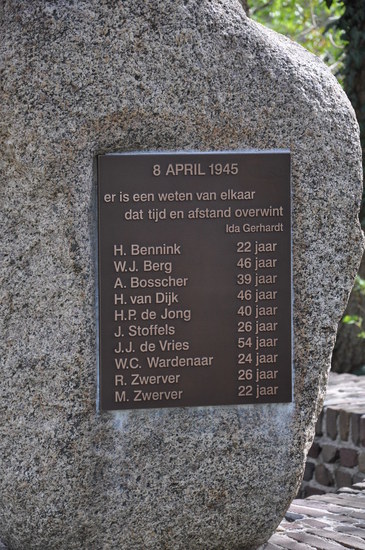 8 APRIL 1945
er is een weten van elkaar
dat tijd en afstand overwint
Ida Gerhardt
H. Bennink 22 jaar
W.J. Berg 46 jaar
A. Bosscher 39 jaar
H. van Dijk 46 jaar
H.P. de Jong 40 jaar
J. Stoffels 26 jaar
J.J. de Vries 54 jaar
W.C. Wardenaar 24 jaar
R. Zwerver 26 jaar
M. Zwerver 22 jaar